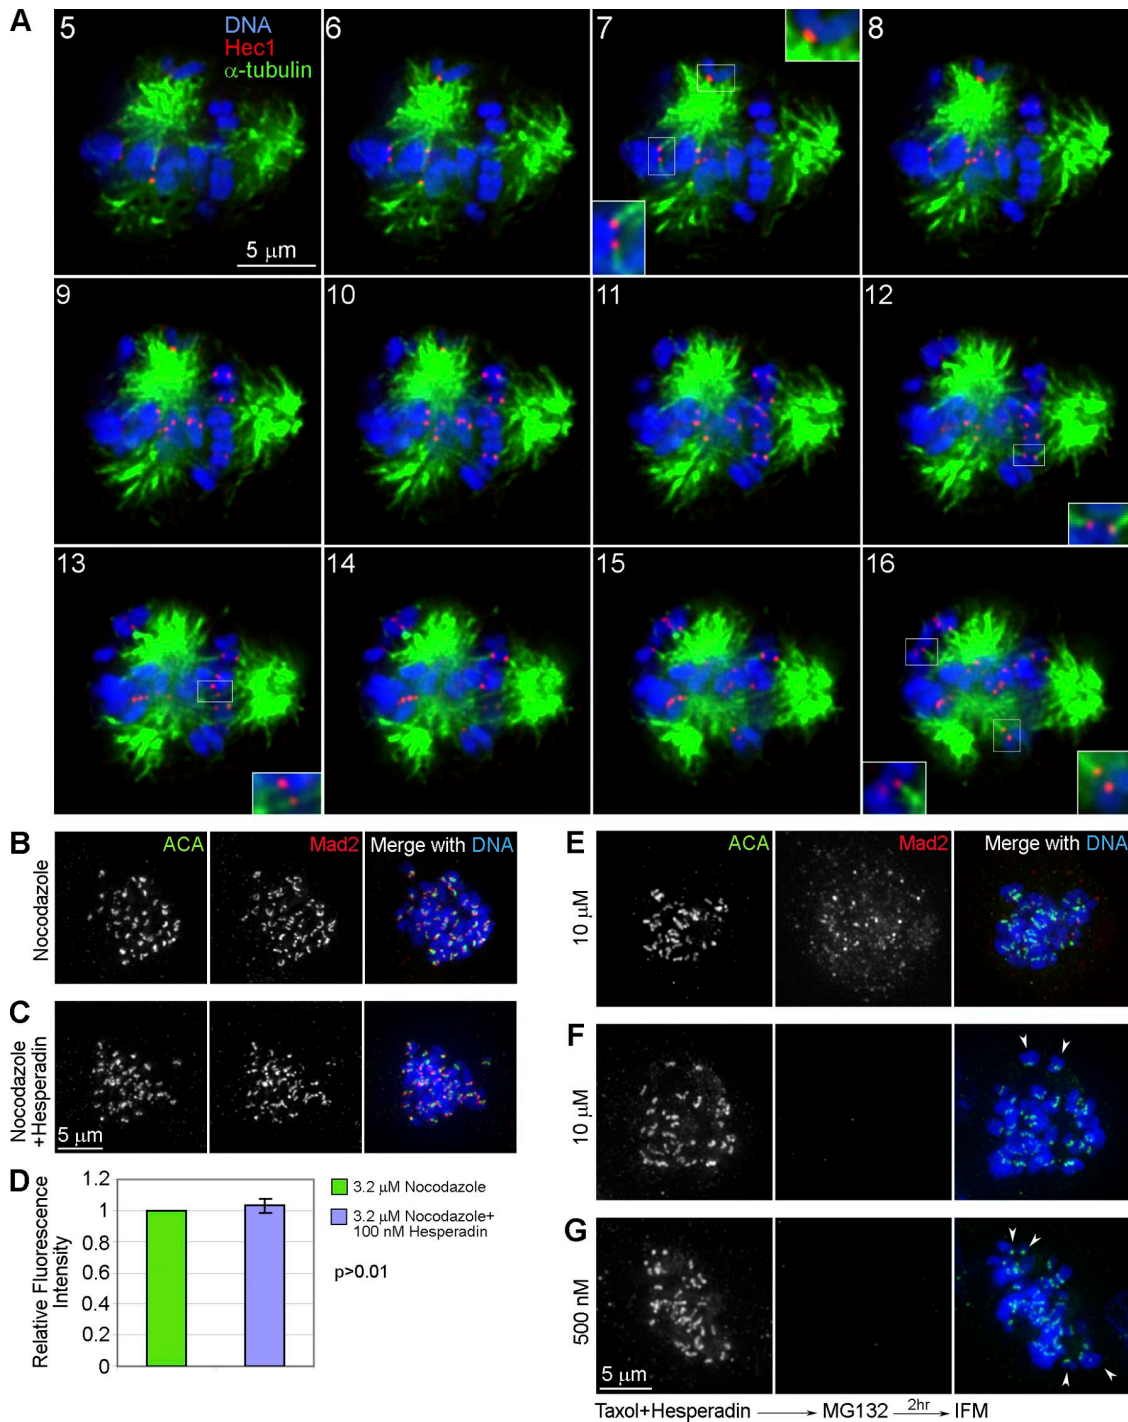 A
5
DNA
Hec1
α-tubulin
5 μm
6
7
8
9
10
11
12
13
14
15
16
B
Nocodazole
ACA
Mad2
Merge with DNA
C
Nocodazole
+Hesperadin
5 μm
D
Relative Fluorescence
Intensity
1.2
1
0.8
0.6
0.4
0.2
0
3.2 μM Nocodazole
3.2 μM Nocodazole+
100 nM Hesperadin
p>0.01
E
10 μM
ACA
Mad2
Merge with DNA
F
10 μM
G
500 nM
5 μm
Taxol+Hesperadin MG132 2hr IFM